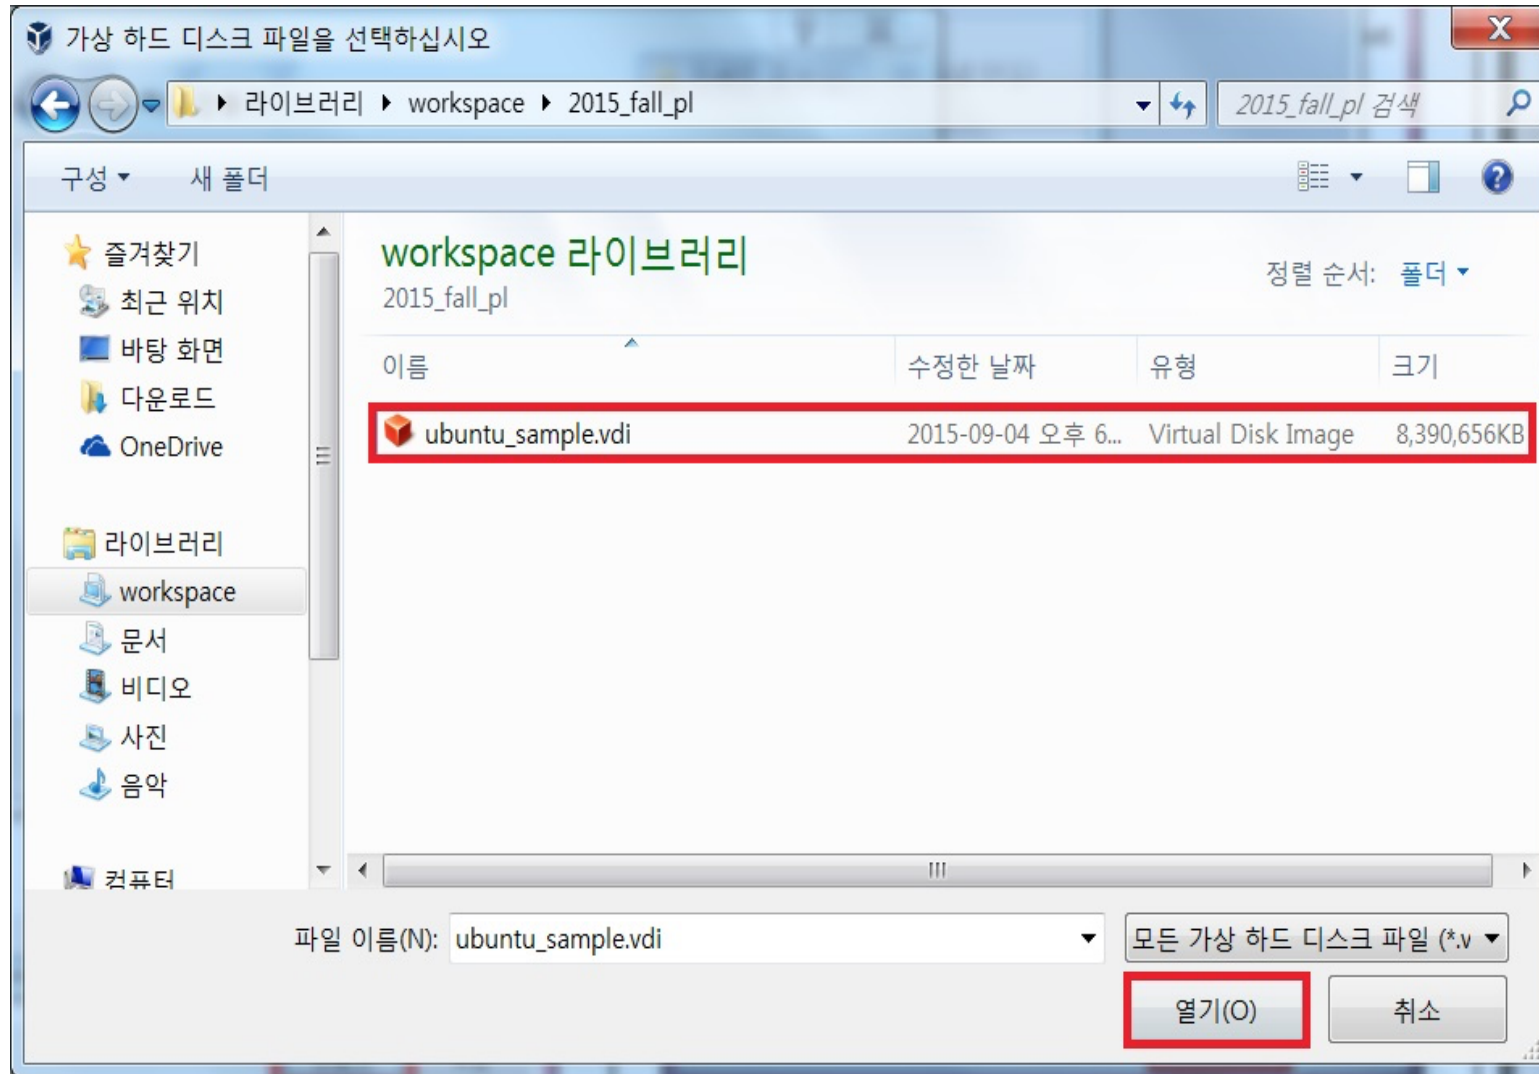 가상 하드 디스크 파일을 선택하십시오
라이브러리 workspace 2015_fall_pl
2015_fall_pl 검색
구성 새 폴더
즐겨찾기
최근 위치
바탕 화면
다운로드
OneDrive
라이브러리
workspace
문서
비디오
사진
음악
컴퓨터
workspace 라이브러리
2015_fall_pl
정렬 순서: 폴더
이름 수정한 날짜 유형 크기
ubuntu_sample.vdi 2015-09-04 오후 6... Virtual Disk Image 8,390,656KB
파일 이름(N): ubuntu_sample.vdi
모든 가상 하드 디스크 파일 (*.v
열기(O) 취소